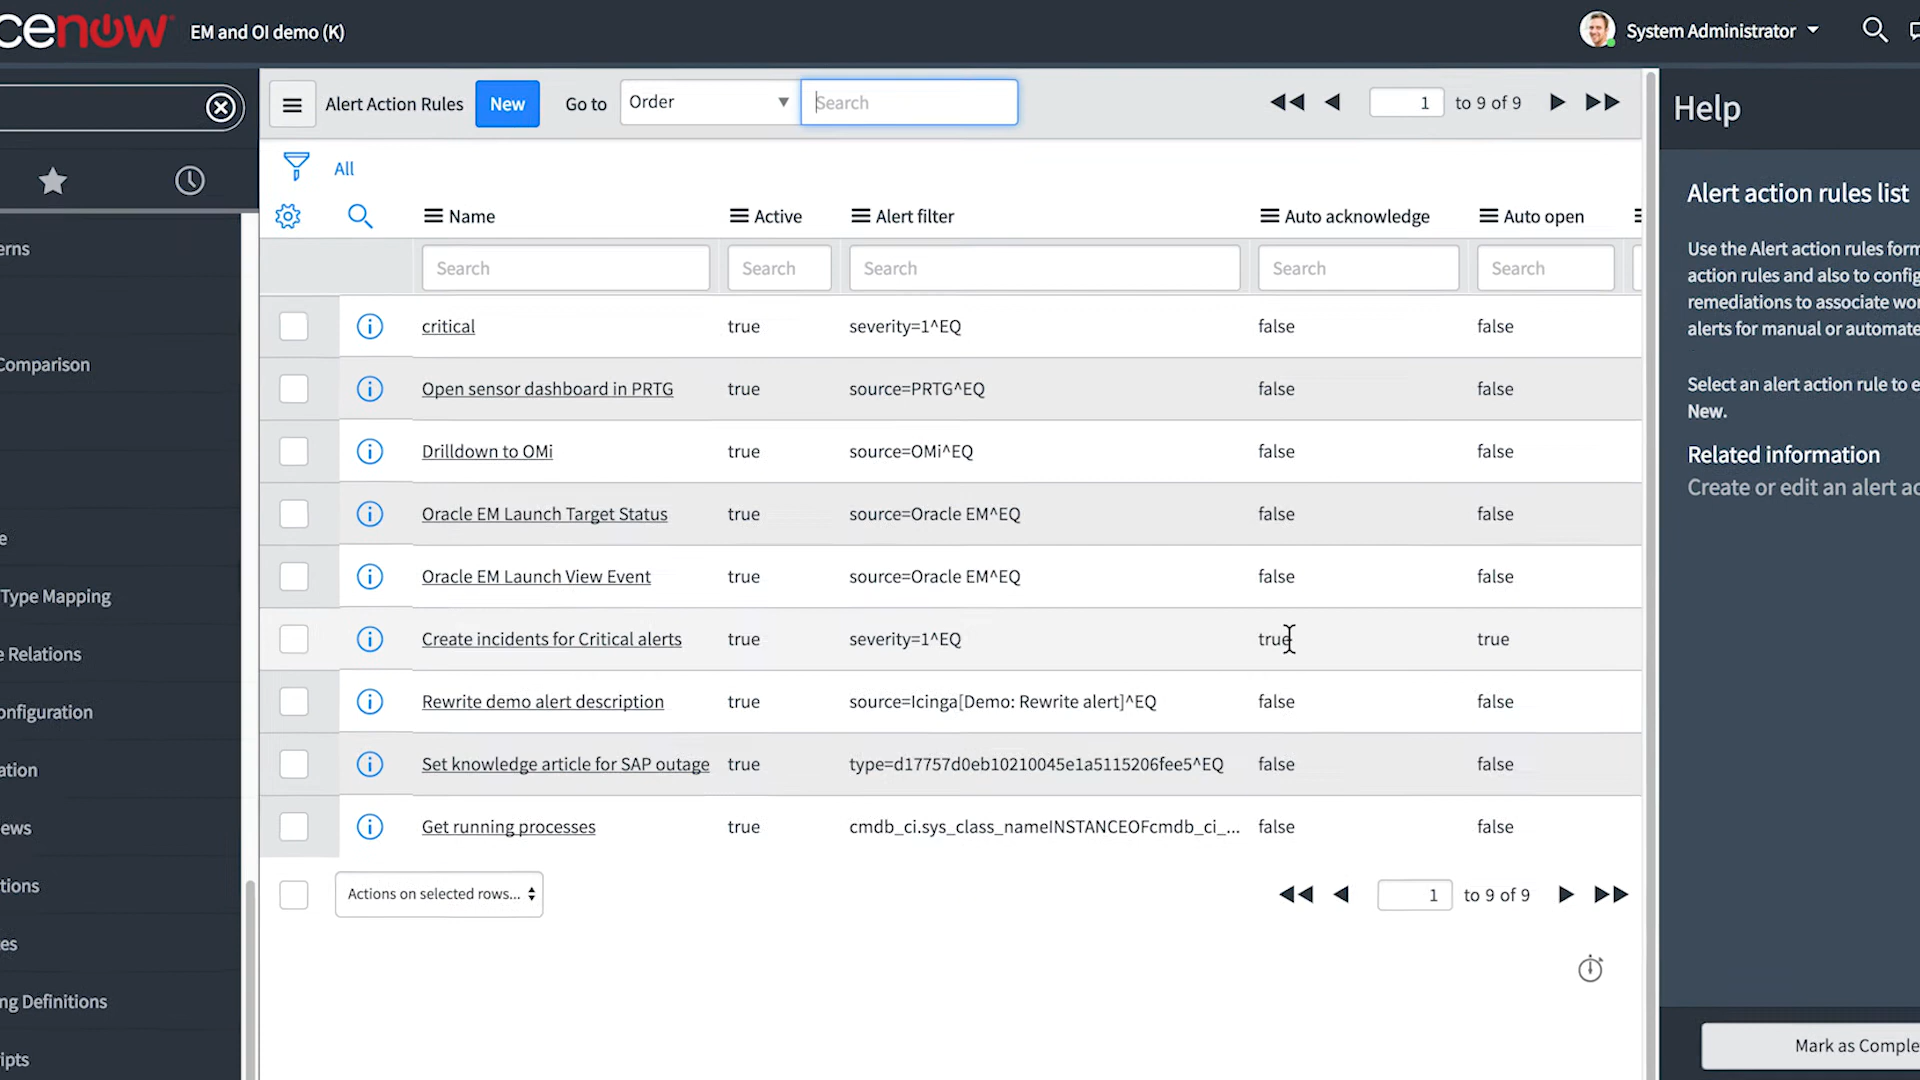 cenow
EM and OI demo (K)
System Administrator
Alert Action Rules
New
Go to
Order
Search
1
to 9 of 9
Help
All
Name
Active
Alert filter
Auto acknowledge
Auto open
Search
Search
Search
Search
Search
critical
true
severity=1^EQ
false
false
Open sensor dashboard in PRTG
true
source=PRTG^EQ
false
false
Drilldown to OMi
true
source=OMi^EQ
false
false
Oracle EM Launch Target Status
true
source=Oracle EM^EQ
false
false
Oracle EM Launch View Event
true
source=Oracle EM^EQ
false
false
Create incidents for Critical alerts
true
severity=1^EQ
true
true
Rewrite demo alert description
true
source=Icinga[Demo: Rewrite alert]^EQ
false
false
Set knowledge article for SAP outage
true
type=d17757d0eb10210045e1a5115206fee5^EQ
false
false
Get running processes
true
cmdb_ci.sys_class_nameINSTANCEOFcmdb_ci_...
false
false
Actions on selected rows...
1
to 9 of 9
erns
Comparison
e
Type Mapping
e Relations
onfiguration
ation
ews
tions
es
ng Definitions
ipts
Alert action rules list
Use the Alert action rules form
action rules and also to config
remediations to associate wor
alerts for manual or automate
Select an alert action rule to e
New.
Related information
Create or edit an alert ac
Mark as Comple